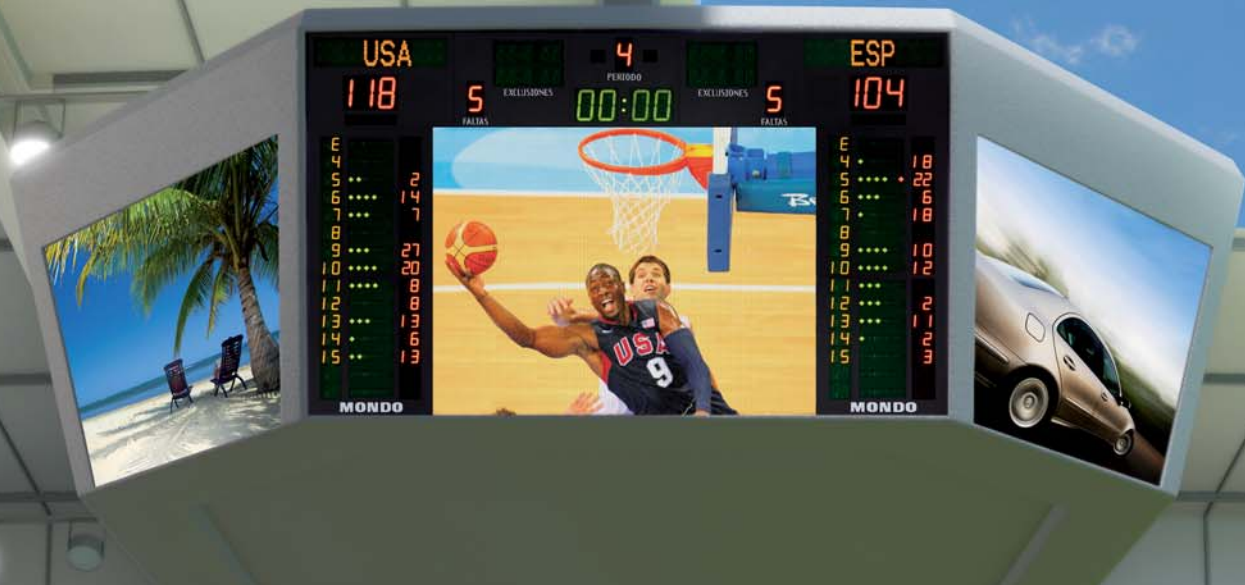 USA
4
ESP
PERIODO
118
5
EXCLUSIONES
00:00
EXCLUSIONES
5
104
FALTAS
FALTAS
E
4
5 2
6 14
7 7
8
9 27
10 20
11 8
12 8
13 13
14 6
15 13
MONDO
USA
9
E
4 18
5 22
6 6
7 18
8
9 10
10 12
11
12 2
13 11
14 2
15 3
MONDO